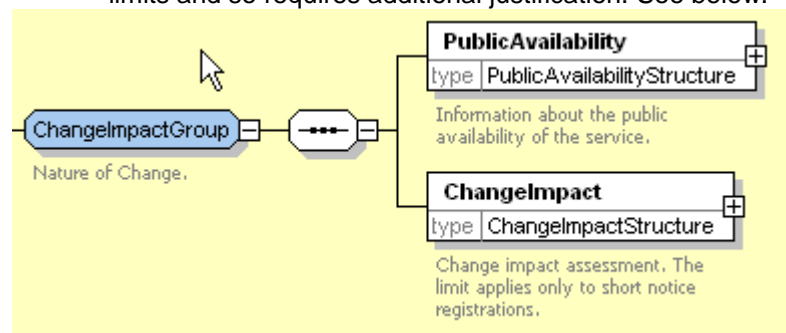 limits and so requires additional justification. See below.
PublicAvailability
type PublicAvailabilityStructure
Information about the public
availability of the service.
ChangeImpactGroup
Nature of Change.
ChangeImpact
type ChangeImpactStructure
Change impact assessment. The
limit applies only to short notice
registrations.